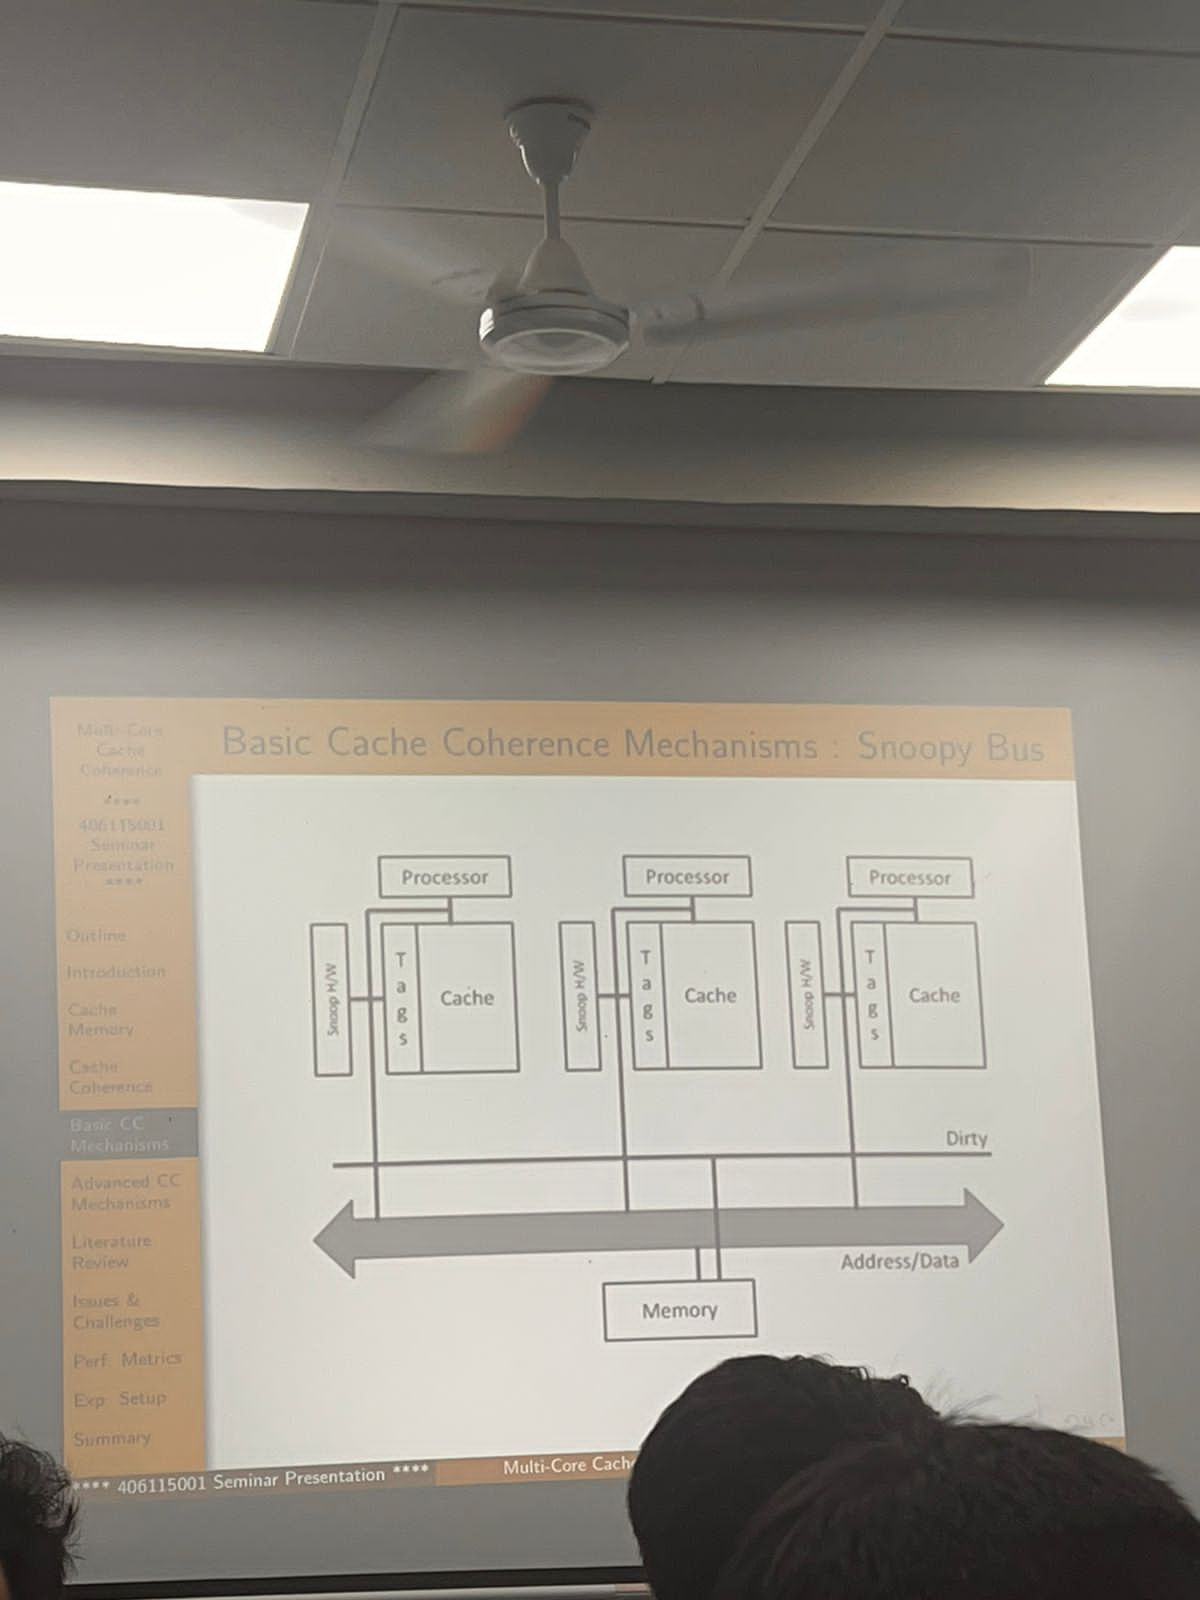 Multi-Core
Cache
Coherence
****
406115001
Seminar
Presentation
****
Outline
Introduction
Cache
Memory
Cache
Coherence
Basic CC
Mechanisms
Advanced CC
Mechanisms
Literature
Review
Issues &
Challenges
Perf. Metrics
Exp. Setup
Summary
Basic Cache Coherence Mechanisms : Snoopy Bus
Processor
Processor
Processor
Snoop H/W
Tags
Cache
Snoop H/W
Tags
Cache
Snoop H/W
Tags
Cache
Dirty
Address/Data
Memory
**** 406115001 Seminar Presentation ****
Multi-Core